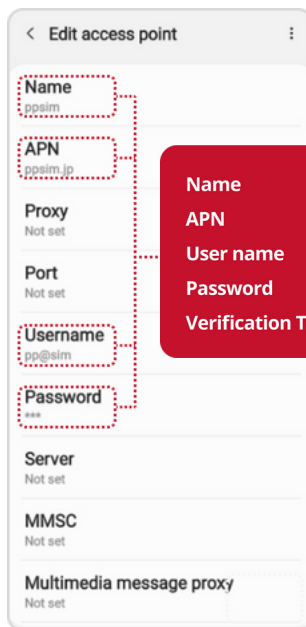 < Edit access point
Name
ppsim
APN
ppsim.jp
Proxy
Not set
Port
Not set
Username
pp@sim
Password
***
Server
Not set
MMSC
Not set
Multimedia message proxy
Not set
Name
APN
User name
Password
Verification T